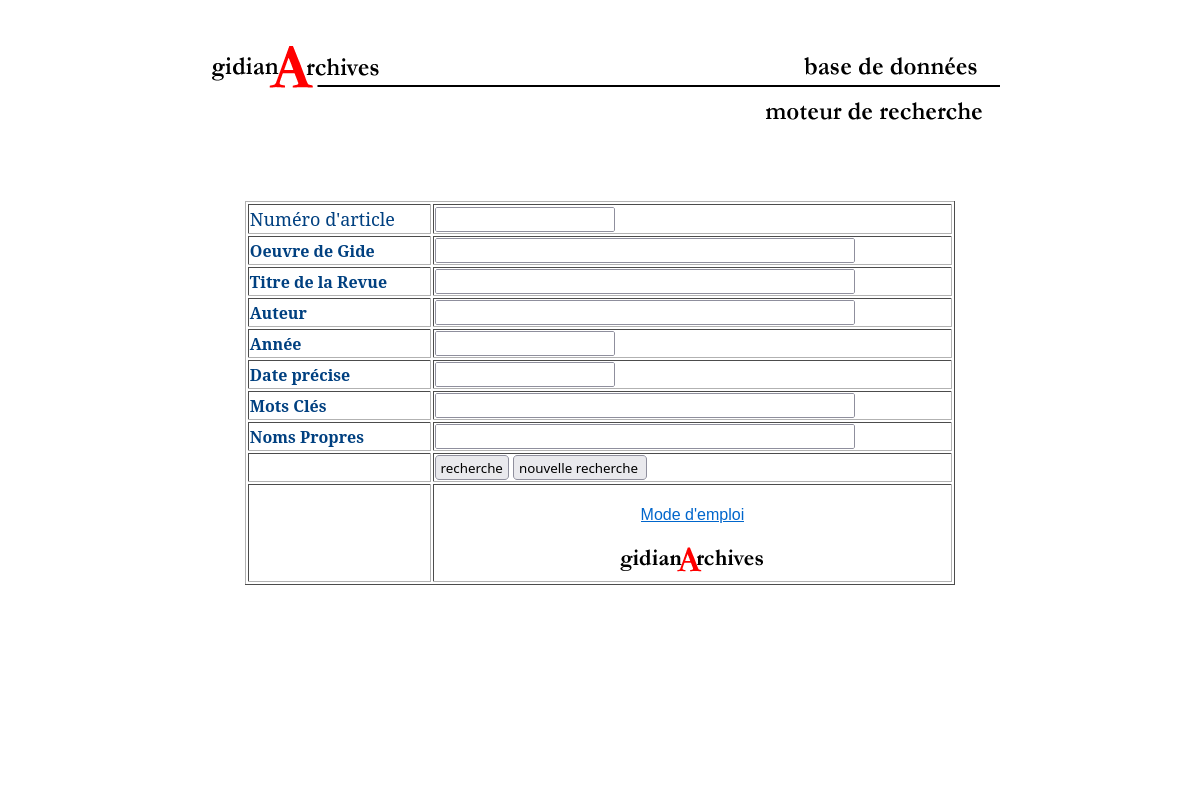 gidianArchives
base de données
moteur de recherche
Numéro d'article
Oeuvre de Gide
Titre de la Revue
Auteur
Année
Date précise
Mots Clés
Noms Propres
recherche nouvelle recherche
Mode d'emploi
gidianArchives